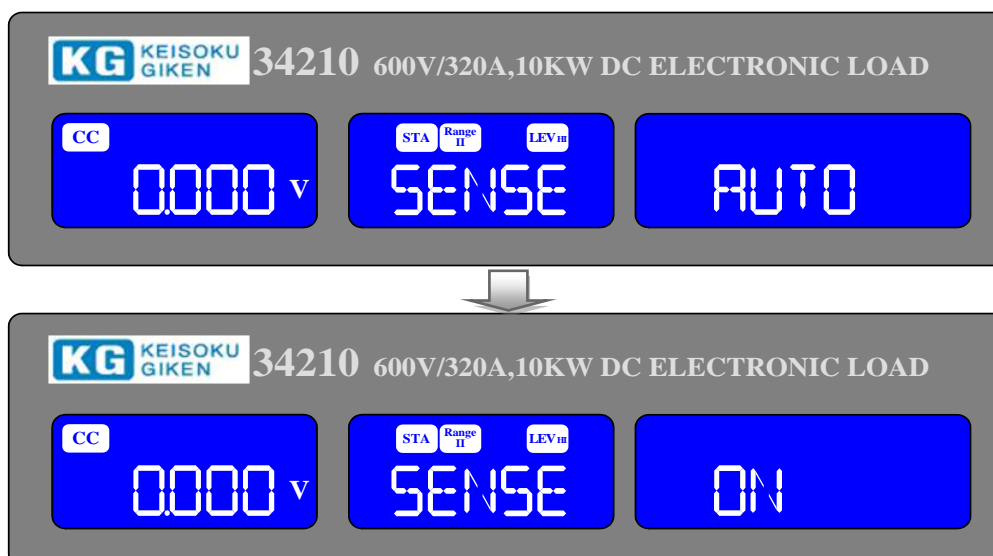 KG KEISOKU GIKEN 34210 600V/320A,10KW DC ELECTRONIC LOAD
CC STA Range II LEV HI
0.000 V SENSE AUTO
KG KEISOKU GIKEN 34210 600V/320A,10KW DC ELECTRONIC LOAD
CC STA Range II LEV HI
0.000 V SENSE ON